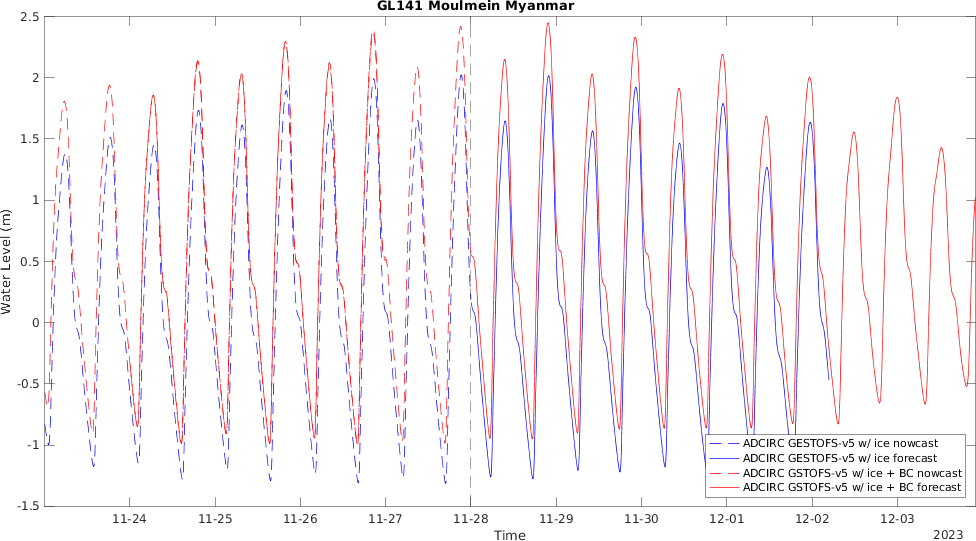 GL141 Moulmein Myanmar
2.5
2
1.5
1
0.5
0
-0.5
-1
-1.5
Water Level (m)
11-24
11-25
11-26
11-27
11-28
11-29
11-30
12-01
12-02
12-03
Time
2023
ADCIRC GESTOFS-v5 w/ ice nowcast
ADCIRC GESTOFS-v5 w/ ice forecast
ADCIRC GSTOFS-v5 w/ ice + BC nowcast
ADCIRC GSTOFS-v5 w/ ice + BC forecast